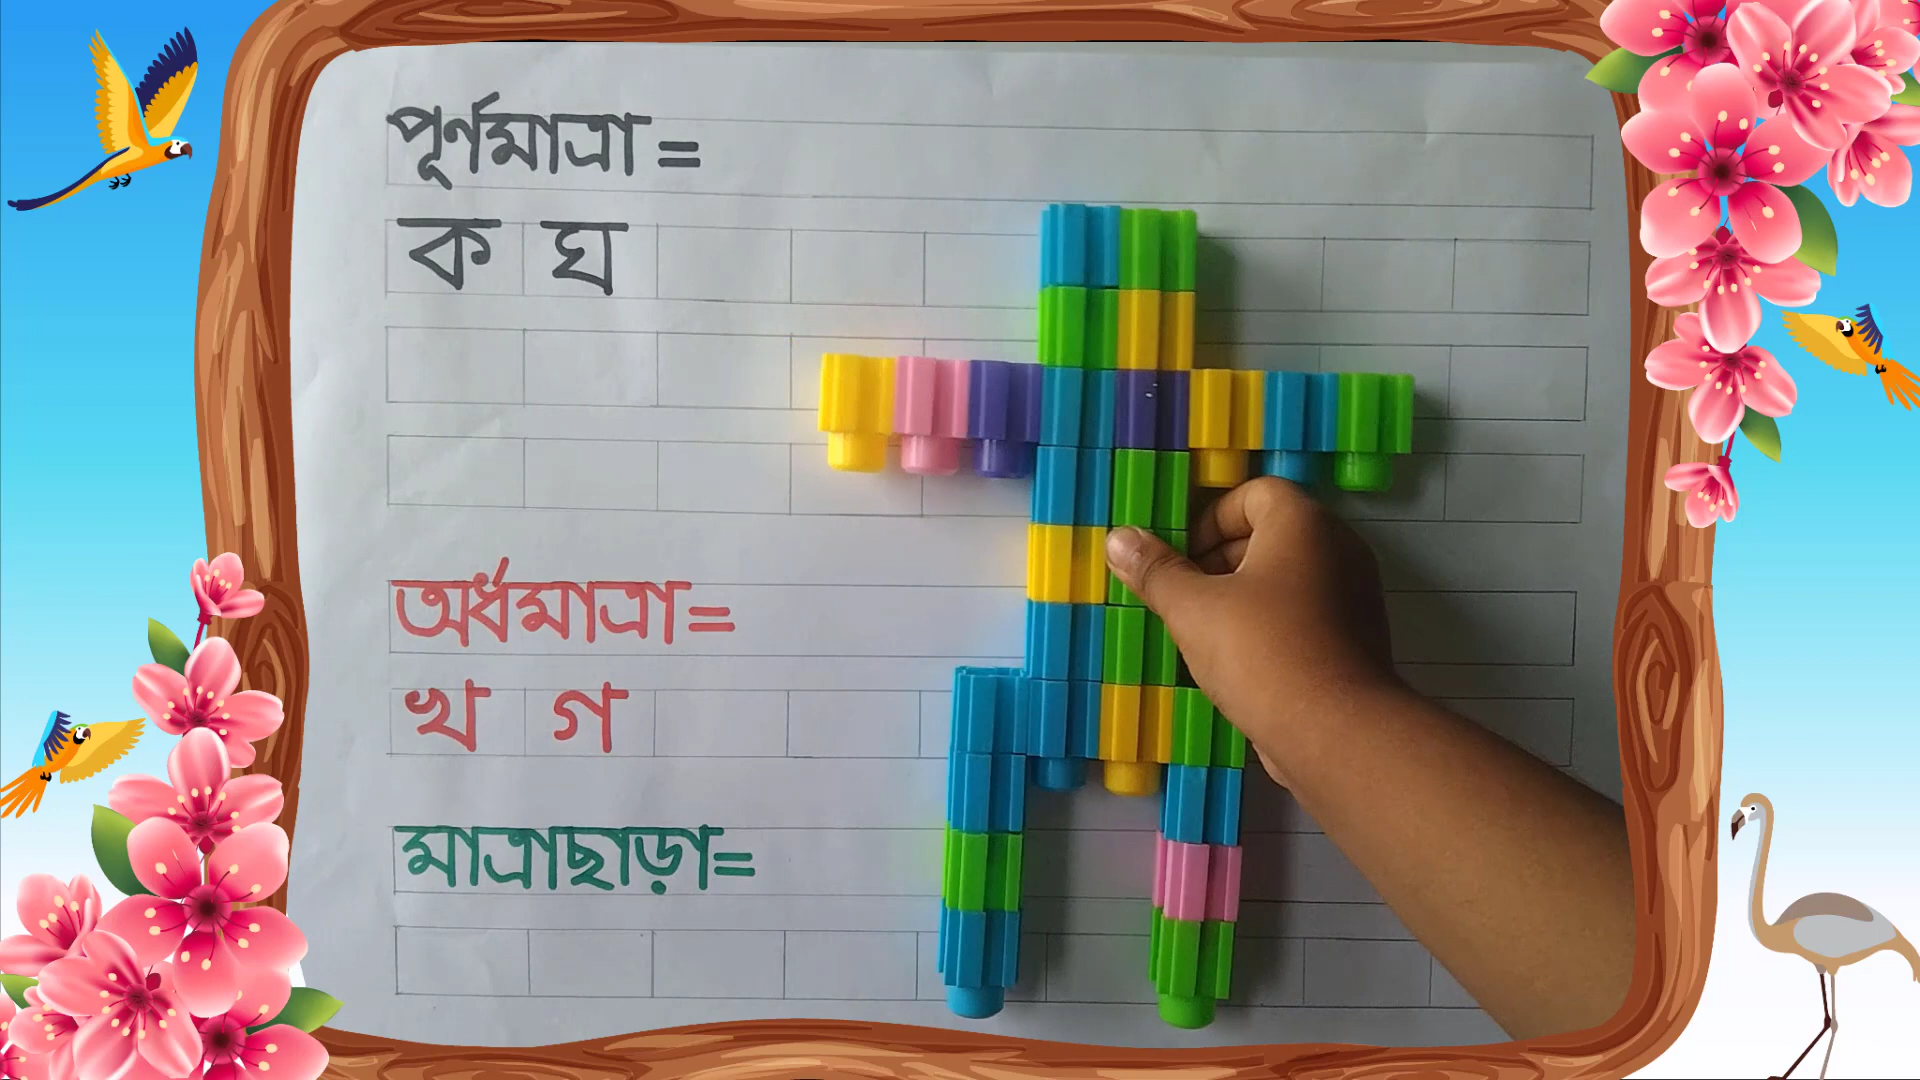 পূর্ণমাত্রা =
ক ঘ
অর্ধমাত্রা=
খ গ
মাত্রাছাড়া=